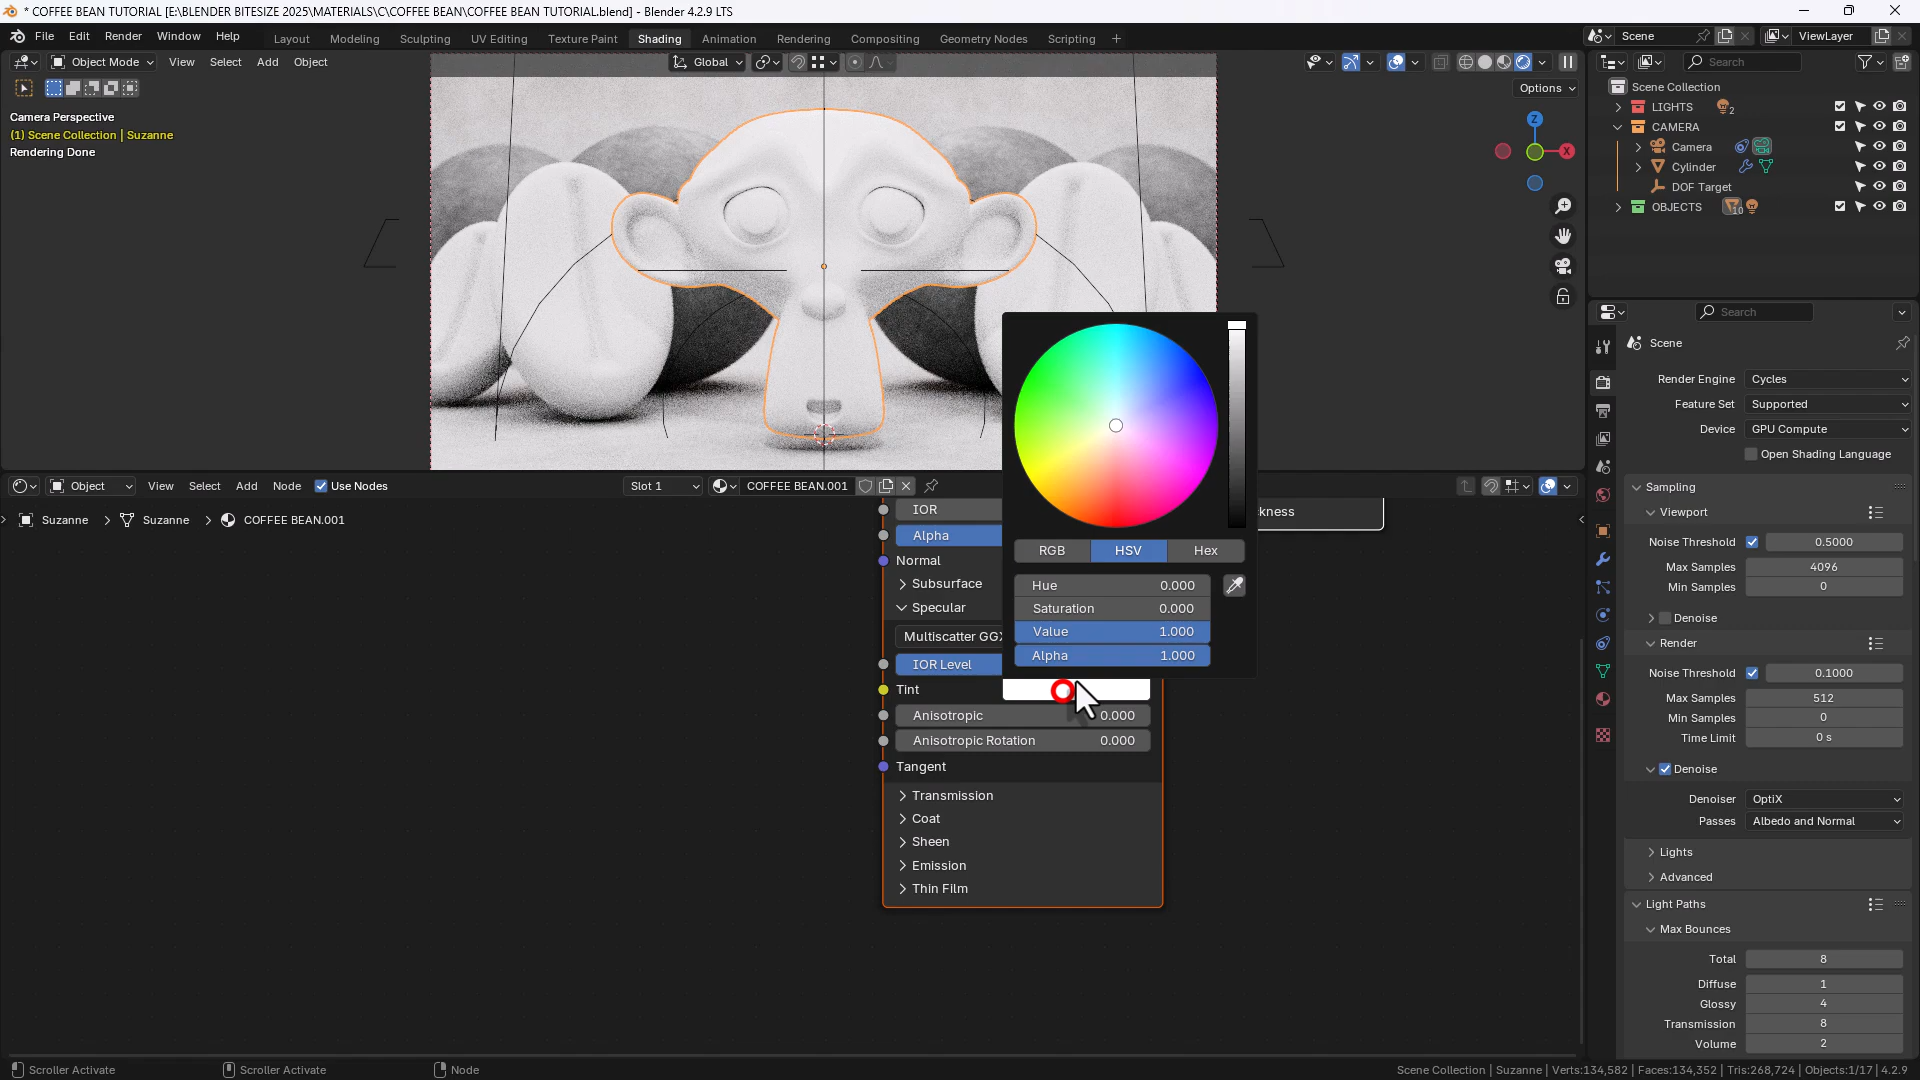 * COFFEE BEAN TUTORIAL [E:\BLENDER BITESIZE 2025\MATERIALS\C\COFFEE BEAN\COFFEE BEAN TUTORIAL.blend] - Blender 4.2.9 LTS
File Edit Render Window Help Layout Modeling Sculpting UV Editing Texture Paint Shading Animation Rendering Compositing Geometry Nodes Scripting + Scene ViewLayer
Object Mode View Select Add Object Global Search
Options
Camera Perspective
(1) Scene Collection | Suzanne
Rendering Done
Z
X
Scene Collection
LIGHTS 2
CAMERA
Camera
Cylinder
DOF Target
OBJECTS 10
Search
Scene
Render Engine Cycles
Feature Set Supported
Device GPU Compute
Open Shading Language
Sampling
Viewport
Noise Threshold 0.5000
Max Samples 4096
Min Samples 0
Denoise
Render
Noise Threshold 0.1000
Max Samples 512
Min Samples 0
Time Limit 0 s
Denoise
Denoiser OptiX
Passes Albedo and Normal
Lights
Advanced
Light Paths
Max Bounces
Total 8
Diffuse 1
Glossy 4
Transmission 8
Volume 2
Object View Select Add Node Use Nodes Slot 1 COFFEE BEAN.001
Suzanne Suzanne COFFEE BEAN.001
IOR
Alpha
Normal
Subsurface
Specular
Multiscatter GGX
IOR Level
Tint
Anisotropic 0.000
Anisotropic Rotation 0.000
Tangent
Transmission
Coat
Sheen
Emission
Thin Film
kness
RGB HSV Hex
Hue 0.000
Saturation 0.000
Value 1.000
Alpha 1.000
Scroller Activate Scroller Activate Node Scene Collection | Suzanne | Verts:134,582 | Faces:134,352 | Tris:268,724 | Objects:1/17 | 4.2.9